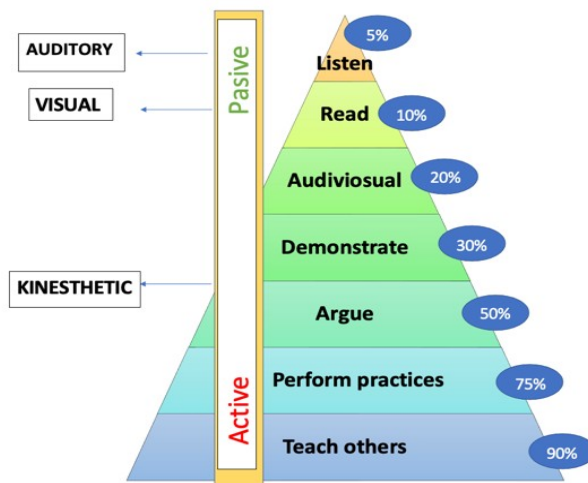 AUDITORY
VISUAL
KINESTHETIC
Pasive
Active
Listen
5%
Read
10%
Audiviosual
20%
Demonstrate
30%
Argue
50%
Perform practices
75%
Teach others
90%